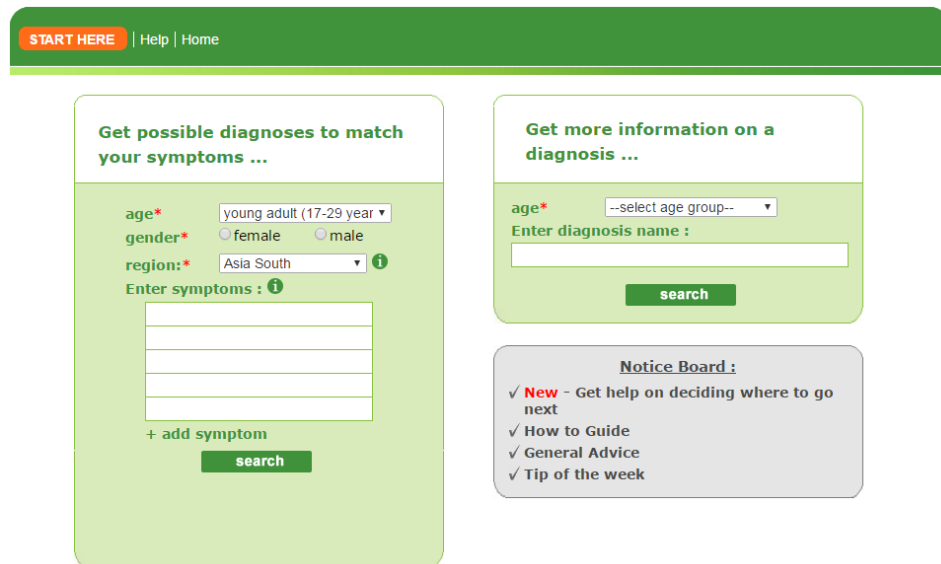 START HERE | Help | Home
Get possible diagnoses to match
your symptoms ...
age* young adult (17-29 year
gender* female male
region:* Asia South i
Enter symptoms : i
+ add symptom
search
Get more information on a
diagnosis ...
age* --select age group--
Enter diagnosis name :
search
Notice Board :
New - Get help on deciding where to go
next
How to Guide
General Advice
Tip of the week